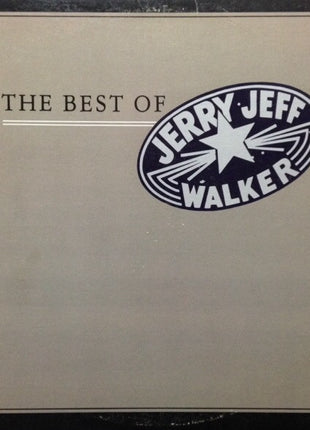 THE BEST OF
JERRY JEFF
WALKER